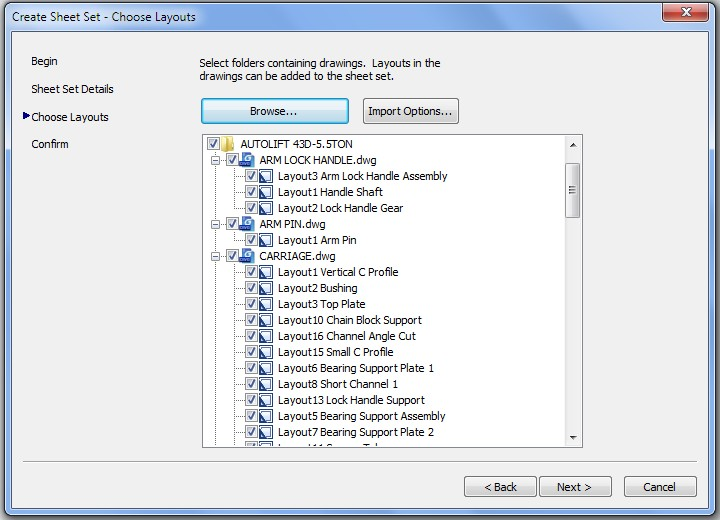 Create Sheet Set - Choose Layouts
Begin
Sheet Set Details
Choose Layouts
Confirm
Select folders containing drawings. Layouts in the
drawings can be added to the sheet set.
Browse...
Import Options...
AUTOLIFT 43D-5.5TON
ARM LOCK HANDLE.dwg
Layout3 Arm Lock Handle Assembly
Layout1 Handle Shaft
Layout2 Lock Handle Gear
ARM PIN.dwg
Layout1 Arm Pin
CARRIAGE.dwg
Layout1 Vertical C Profile
Layout2 Bushing
Layout3 Top Plate
Layout10 Chain Block Support
Layout16 Channel Angle Cut
Layout15 Small C Profile
Layout6 Bearing Support Plate 1
Layout8 Short Channel 1
Layout13 Lock Handle Support
Layout5 Bearing Support Assembly
Layout7 Bearing Support Plate 2
< Back
Next >
Cancel